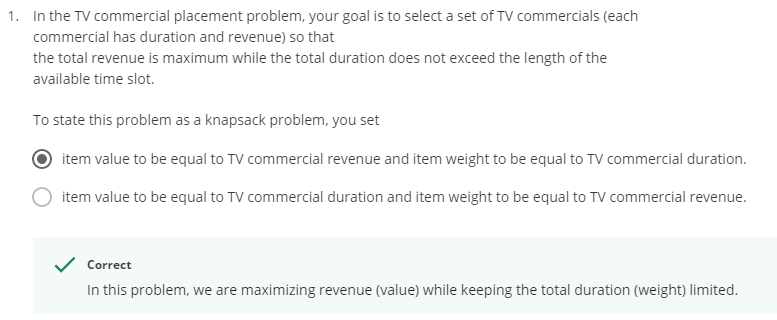 1. In the TV commercial placement problem, your goal is to select a set of TV commercials (each
commercial has duration and revenue) so that
the total revenue is maximum while the total duration does not exceed the length of the
available time slot.
To state this problem as a knapsack problem, you set
item value to be equal to TV commercial revenue and item weight to be equal to TV commercial duration.
item value to be equal to TV commercial duration and item weight to be equal to TV commercial revenue.
Correct
In this problem, we are maximizing revenue (value) while keeping the total duration (weight) limited.